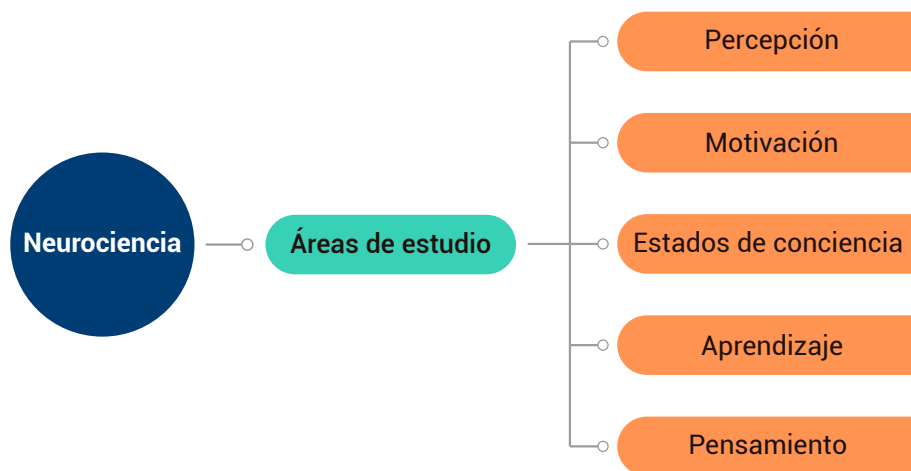 Neurociencia
Áreas de estudio
Percepción
Motivación
Estados de conciencia
Aprendizaje
Pensamiento